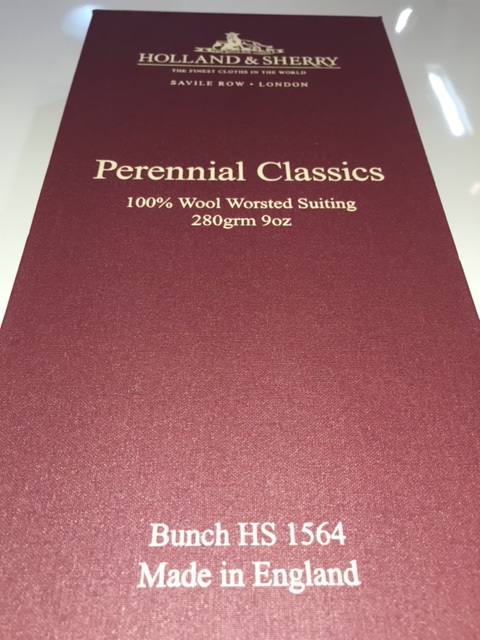 HOLLAND & SHERRY
THE FINEST CLOTHS IN THE WORLD
SAVILE ROW • LONDON
Perennial Classics
100% Wool Worsted Suiting
280grm 9oz
Bunch HS 1564
Made in England